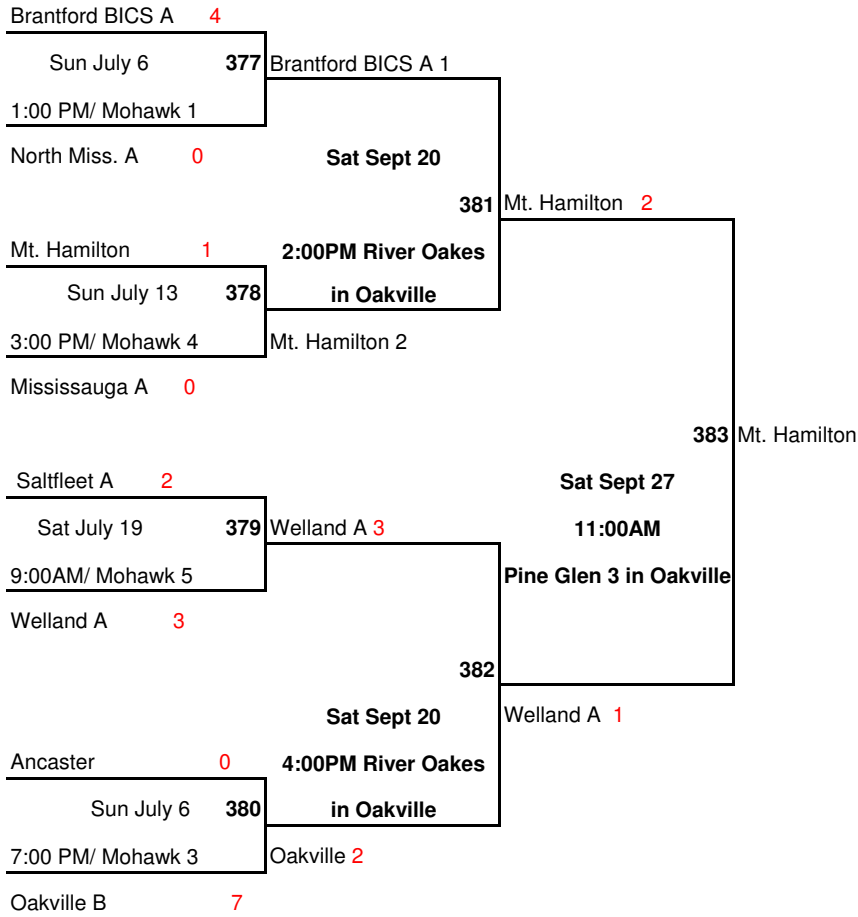 Brantford BICS A 4
Sun July 6 377 Brantford BICS A 1
1:00 PM/ Mohawk 1
North Miss. A 0 Sat Sept 20
381 Mt. Hamilton 2
Mt. Hamilton 1 2:00PM River Oakes
Sun July 13 378 in Oakville
3:00 PM/ Mohawk 4 Mt. Hamilton 2
Mississauga A 0
383 Mt. Hamilton
Saltfleet A 2 Sat Sept 27
Sat July 19 379 Welland A 3 11:00AM
9:00AM/ Mohawk 5 Pine Glen 3 in Oakville
Welland A 3
382
Sat Sept 20 Welland A 1
Ancaster 0 4:00PM River Oakes
Sun July 6 380 in Oakville
7:00 PM/ Mohawk 3 Oakville 2
Oakville B 7